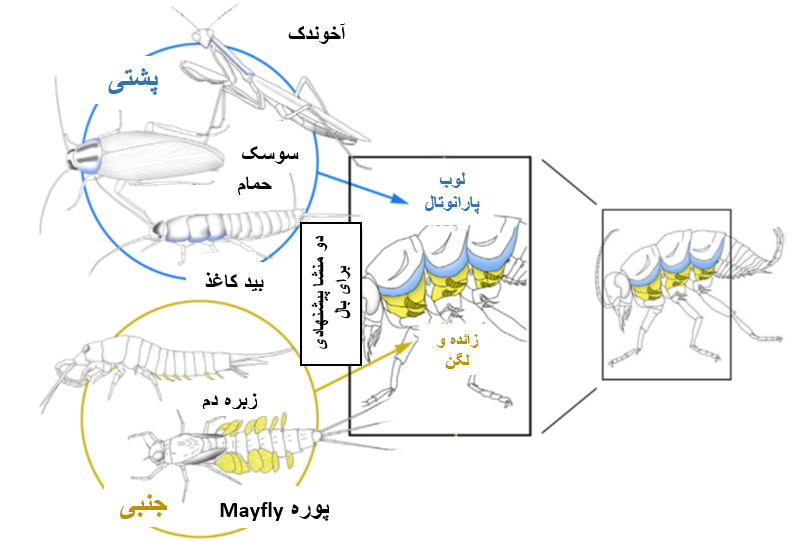 آخوندک
پشتی
سوسک
حمام
لوب
پارانوتال
دو منشا پیشنهادی
برای بال
بید کاغذ
زائده و
لگن
زبره دم
جنبی
پوره Mayfly